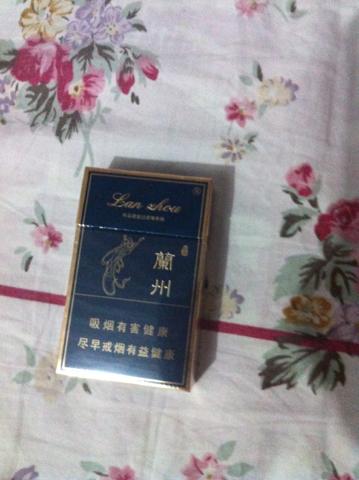 Lan zhou
蘭
州
吸烟有害健康
尽早戒烟有益健康